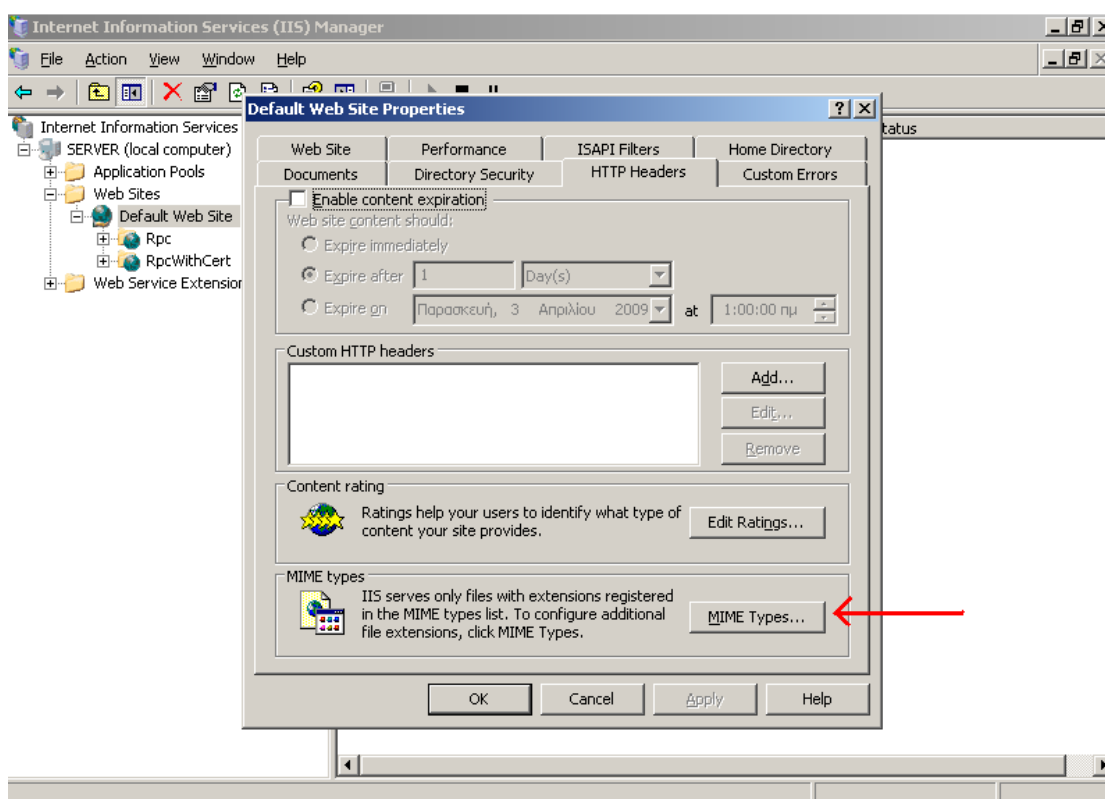 Internet Information Services (IIS) Manager
File Action View Window Help
Default Web Site Properties
Internet Information Services
SERVER (local computer)
Application Pools
Web Sites
Default Web Site
Rpc
RpcWithCert
Web Service Extension
tatus
Web Site Performance ISAPI Filters Home Directory
Documents Directory Security HTTP Headers Custom Errors
Enable content expiration
Web site content should:
Expire immediately
Expire after 1 Day(s)
Expire on Παρασκευή, 3 Απριλίου 2009 at 1:00:00 πμ
Custom HTTP headers
Add...
Edit...
Remove
Content rating
Ratings help your users to identify what type of
content your site provides.
Edit Ratings...
MIME types
IIS serves only files with extensions registered
in the MIME types list. To configure additional
file extensions, click MIME Types.
MIME Types...
OK Cancel Apply Help